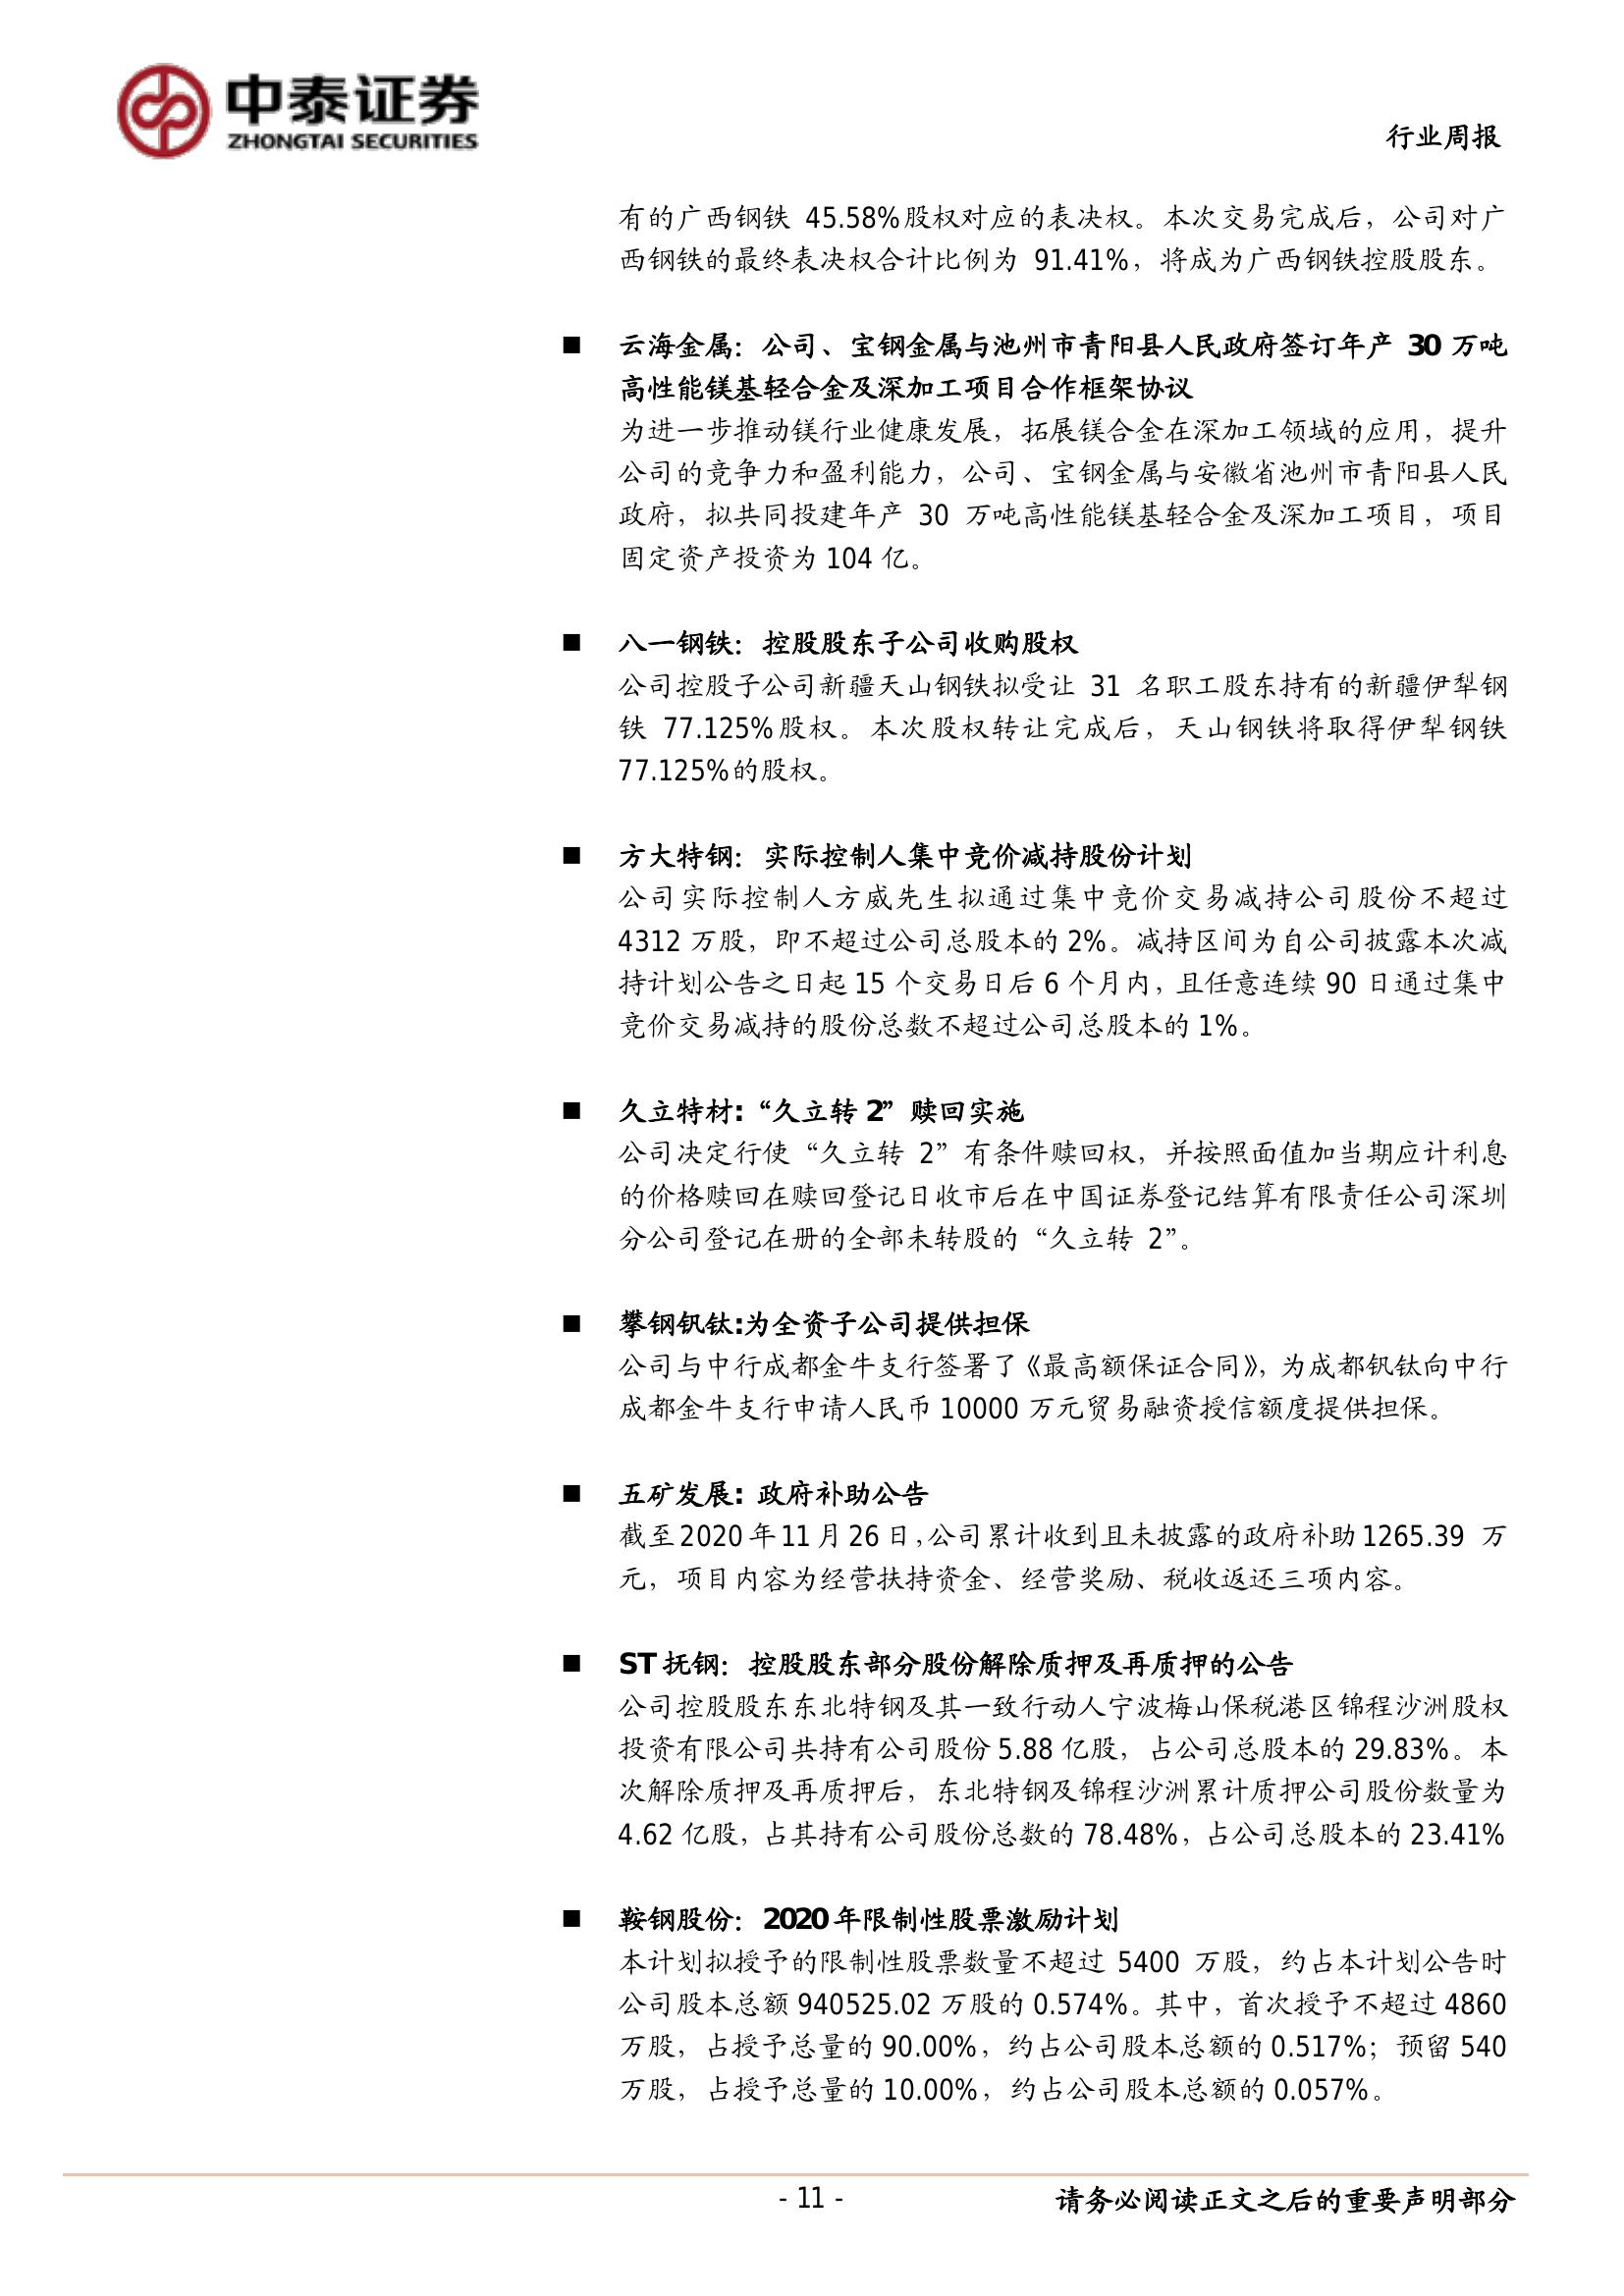 中泰证券
ZHONGTAI SECURITIES
行业周报
有的广西钢铁 45.58%股权对应的表决权。本次交易完成后，公司对广
西钢铁的最终表决权合计比例为 91.41%，将成为广西钢铁控股股东。
■ 云海金属：公司、宝钢金属与池州市青阳县人民政府签订年产 30 万吨
高性能镁基轻合金及深加工项目合作框架协议
为进一步推动镁行业健康发展，拓展镁合金在深加工领域的应用，提升
公司的竞争力和盈利能力，公司、宝钢金属与安徽省池州市青阳县人民
政府，拟共同投建年产 30 万吨高性能镁基轻合金及深加工项目，项目
固定资产投资为 104 亿。
■ 八一钢铁：控股股东子公司收购股权
公司控股子公司新疆天山钢铁拟受让 31 名职工股东持有的新疆伊犁钢
铁 77.125%股权。本次股权转让完成后，天山钢铁将取得伊犁钢铁
77.125%的股权。
■ 方大特钢：实际控制人集中竞价减持股份计划
公司实际控制人方威先生拟通过集中竞价交易减持公司股份不超过
4312 万股，即不超过公司总股本的 2%。减持区间为自公司披露本次减
持计划公告之日起 15 个交易日后 6 个月内，且任意连续 90 日通过集中
竞价交易减持的股份总数不超过公司总股本的 1%。
■ 久立特材:“久立转 2”赎回实施
公司决定行使“久立转 2”有条件赎回权，并按照面值加当期应计利息
的价格赎回在赎回登记日收市后在中国证券登记结算有限责任公司深圳
分公司登记在册的全部未转股的“久立转 2”。
■ 攀钢钒钛:为全资子公司提供担保
公司与中行成都金牛支行签署了《最高额保证合同》，为成都钒钛向中行
成都金牛支行申请人民币 10000 万元贸易融资授信额度提供担保。
■ 五矿发展: 政府补助公告
截至 2020 年 11 月 26 日，公司累计收到且未披露的政府补助 1265.39 万
元，项目内容为经营扶持资金、经营奖励、税收返还三项内容。
■ ST 抚钢：控股股东部分股份解除质押及再质押的公告
公司控股股东东北特钢及其一致行动人宁波梅山保税港区锦程沙洲股权
投资有限公司共持有公司股份 5.88 亿股，占公司总股本的 29.83%。本
次解除质押及再质押后，东北特钢及锦程沙洲累计质押公司股份数量为
4.62 亿股，占其持有公司股份总数的 78.48%，占公司总股本的 23.41%
■ 鞍钢股份：2020 年限制性股票激励计划
本计划拟授予的限制性股票数量不超过 5400 万股，约占本计划公告时
公司股本总额 940525.02 万股的 0.574%。其中，首次授予不超过 4860
万股，占授予总量的 90.00%，约占公司股本总额的 0.517%；预留 540
万股，占授予总量的 10.00%，约占公司股本总额的 0.057%。
- 11 -
请务必阅读正文之后的重要声明部分